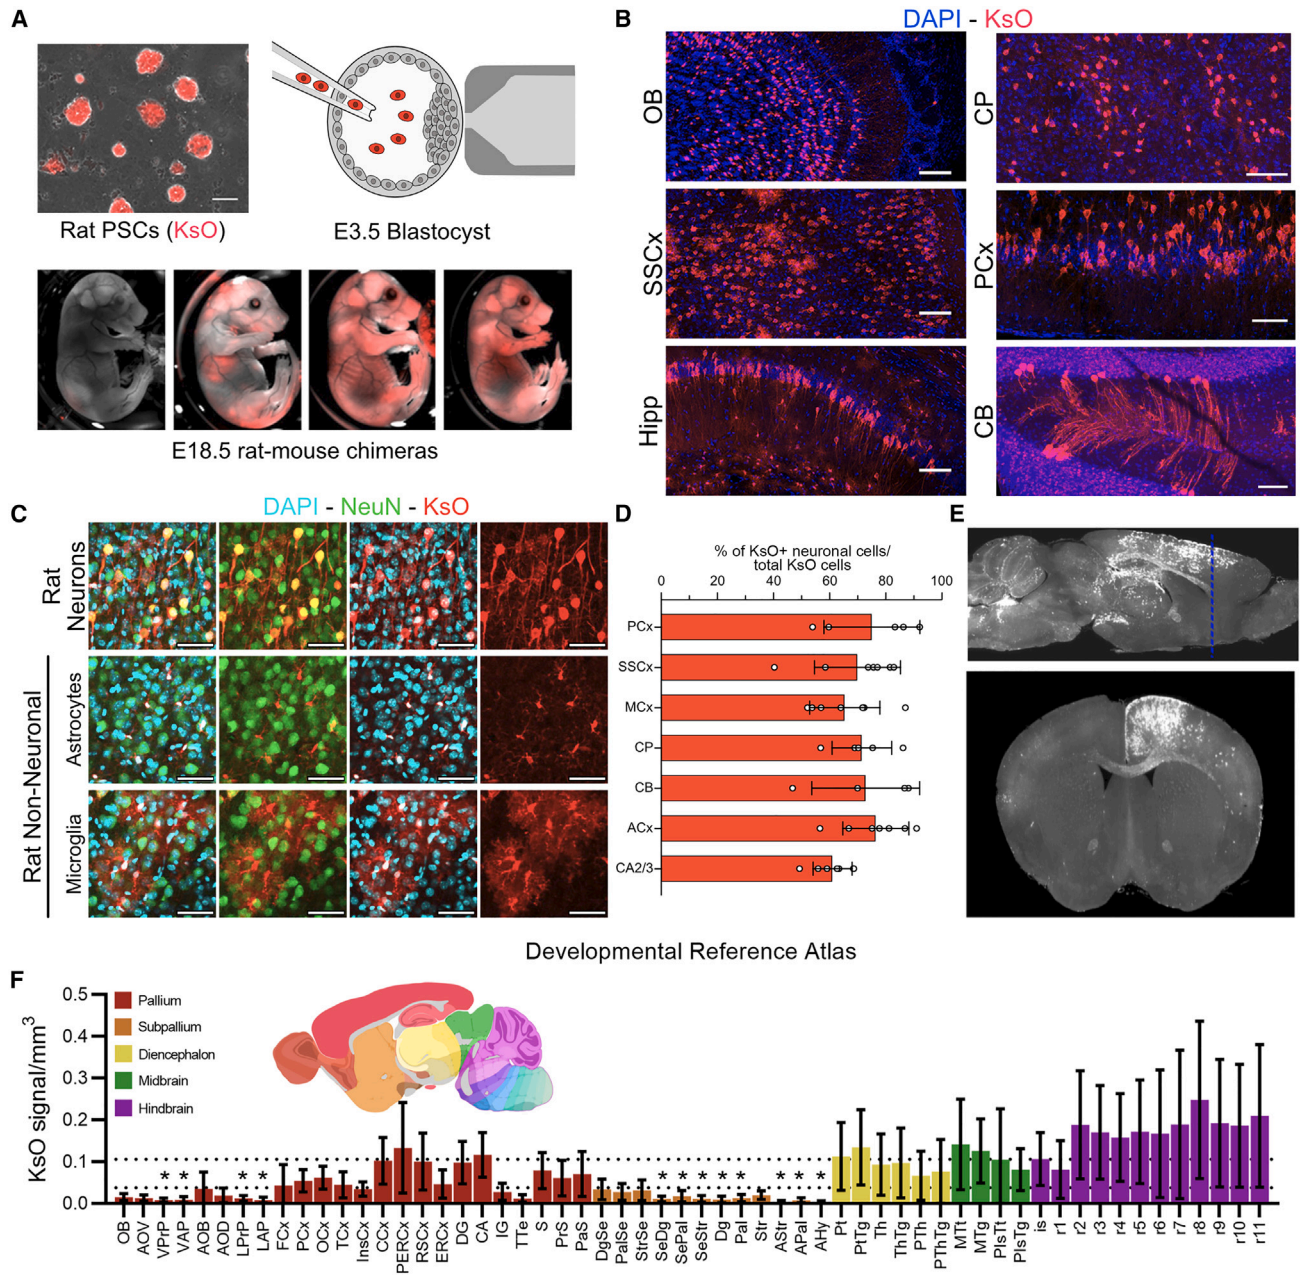 A
Rat PSCs (KsO)
E3.5 Blastocyst
E18.5 rat-mouse chimeras
B
DAPI - KsO
OB
CP
SSCx
PCx
Hipp
CB
C
DAPI - NeuN - KsO
Rat
Neurons
Rat Non-Neuronal
Astrocytes
Microglia
D
% of KsO+ neuronal cells/
total KsO cells
0 20 40 60 80 100
PCx
SSCx
MCx
CP
CB
ACx
CA2/3
E
Developmental Reference Atlas
F
KsO signal/mm³
0.5
0.4
0.3
0.2
0.1
0.0
Pallium
Subpallium
Diencephalon
Midbrain
Hindbrain
* * * * * * * * * * * *
OB AOV VPrP VAP AOB AOD LPrP LAP FCx PCx OCx TCx InsCx CCx PERCx RSCx ERCx DG CA IG TTe S PrS PaS DgSe PalSe StrSe SeDg SePal SeStr Dg Pal Str AStr APal AHy Pt PtTg Th ThTg PTh PThTg MTt MTg PIsTt PIsTg is r1 r2 r3 r4 r5 r6 r7 r8 r9 r10 r11